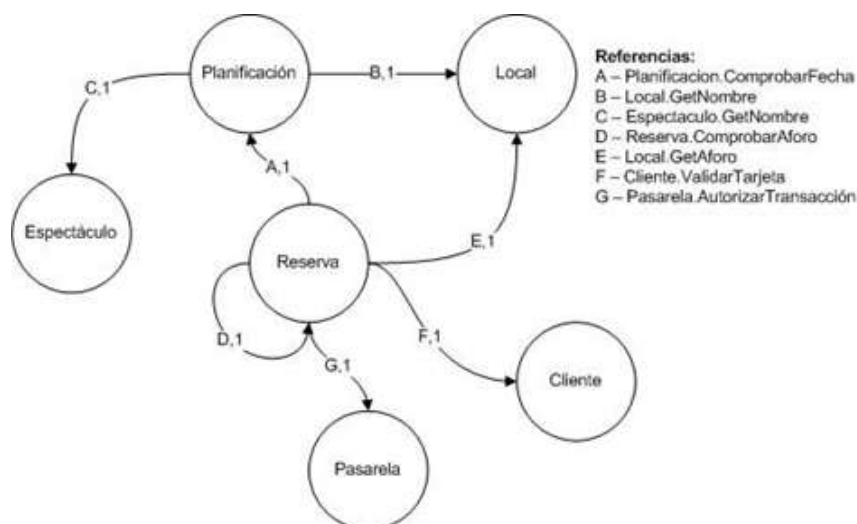 Planificación
B,1
Local
C,1
A,1
Espectáculo
Reserva
E,1
D,1
F,1
G,1
Cliente
Pasarela
Referencias:
A – Planificacion.ComprobarFecha
B – Local.GetNombre
C – Espectaculo.GetNombre
D – Reserva.ComprobarAforo
E – Local.GetAforo
F – Cliente.ValidarTarjeta
G – Pasarela.AutorizarTransacción